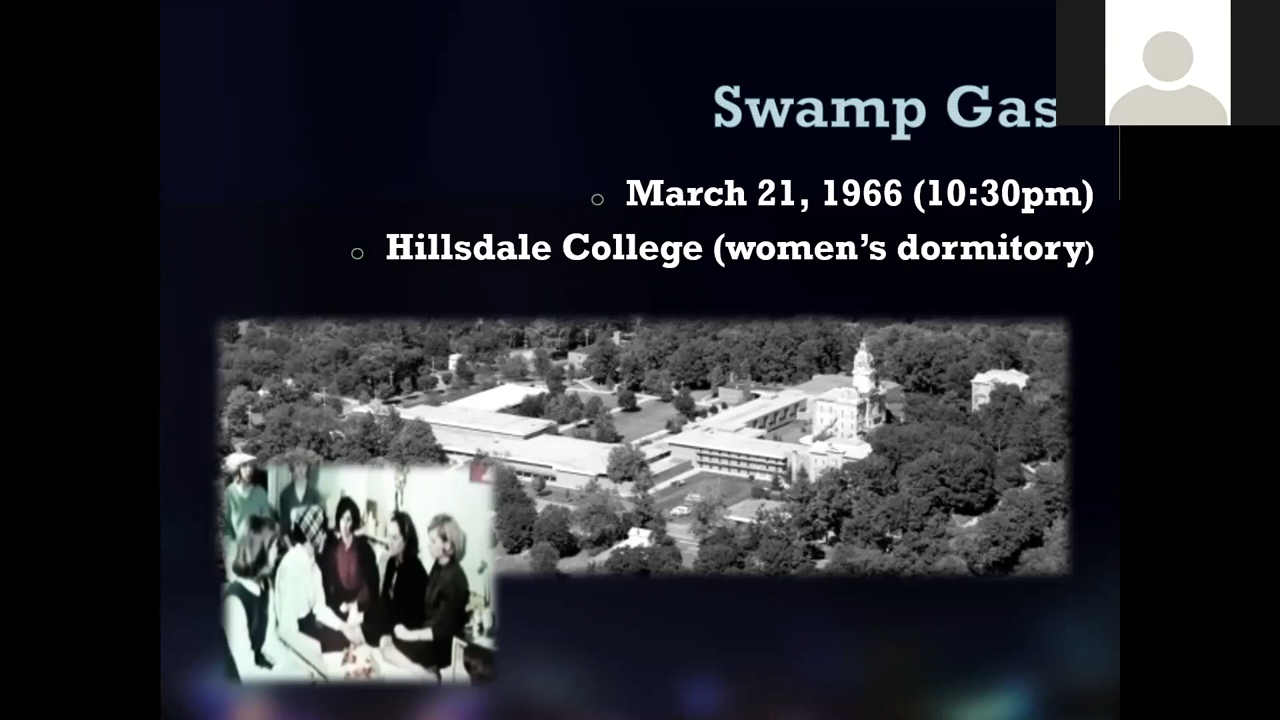 Swamp Gas
March 21, 1966 (10:30pm)
Hillsdale College (women’s dormitory)